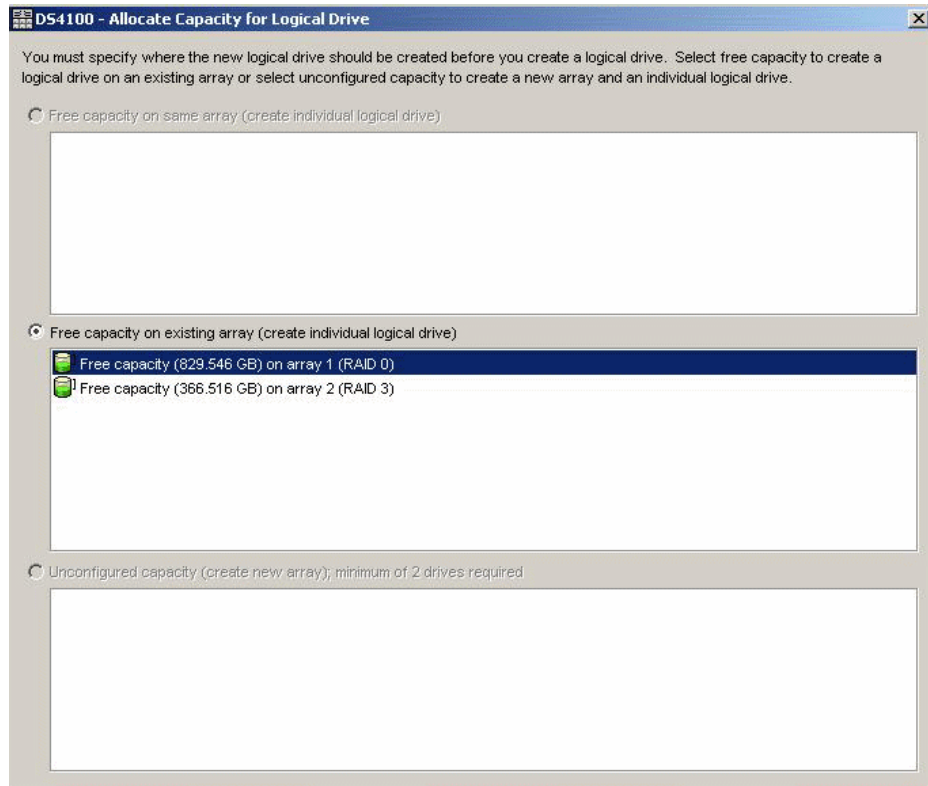 DS4100 - Allocate Capacity for Logical Drive
You must specify where the new logical drive should be created before you create a logical drive. Select free capacity to create a
logical drive on an existing array or select unconfigured capacity to create a new array and an individual logical drive.
Free capacity on same array (create individual logical drive)
Free capacity on existing array (create individual logical drive)
Free capacity (829.546 GB) on array 1 (RAID 0)
Free capacity (366.516 GB) on array 2 (RAID 3)
Unconfigured capacity (create new array); minimum of 2 drives required